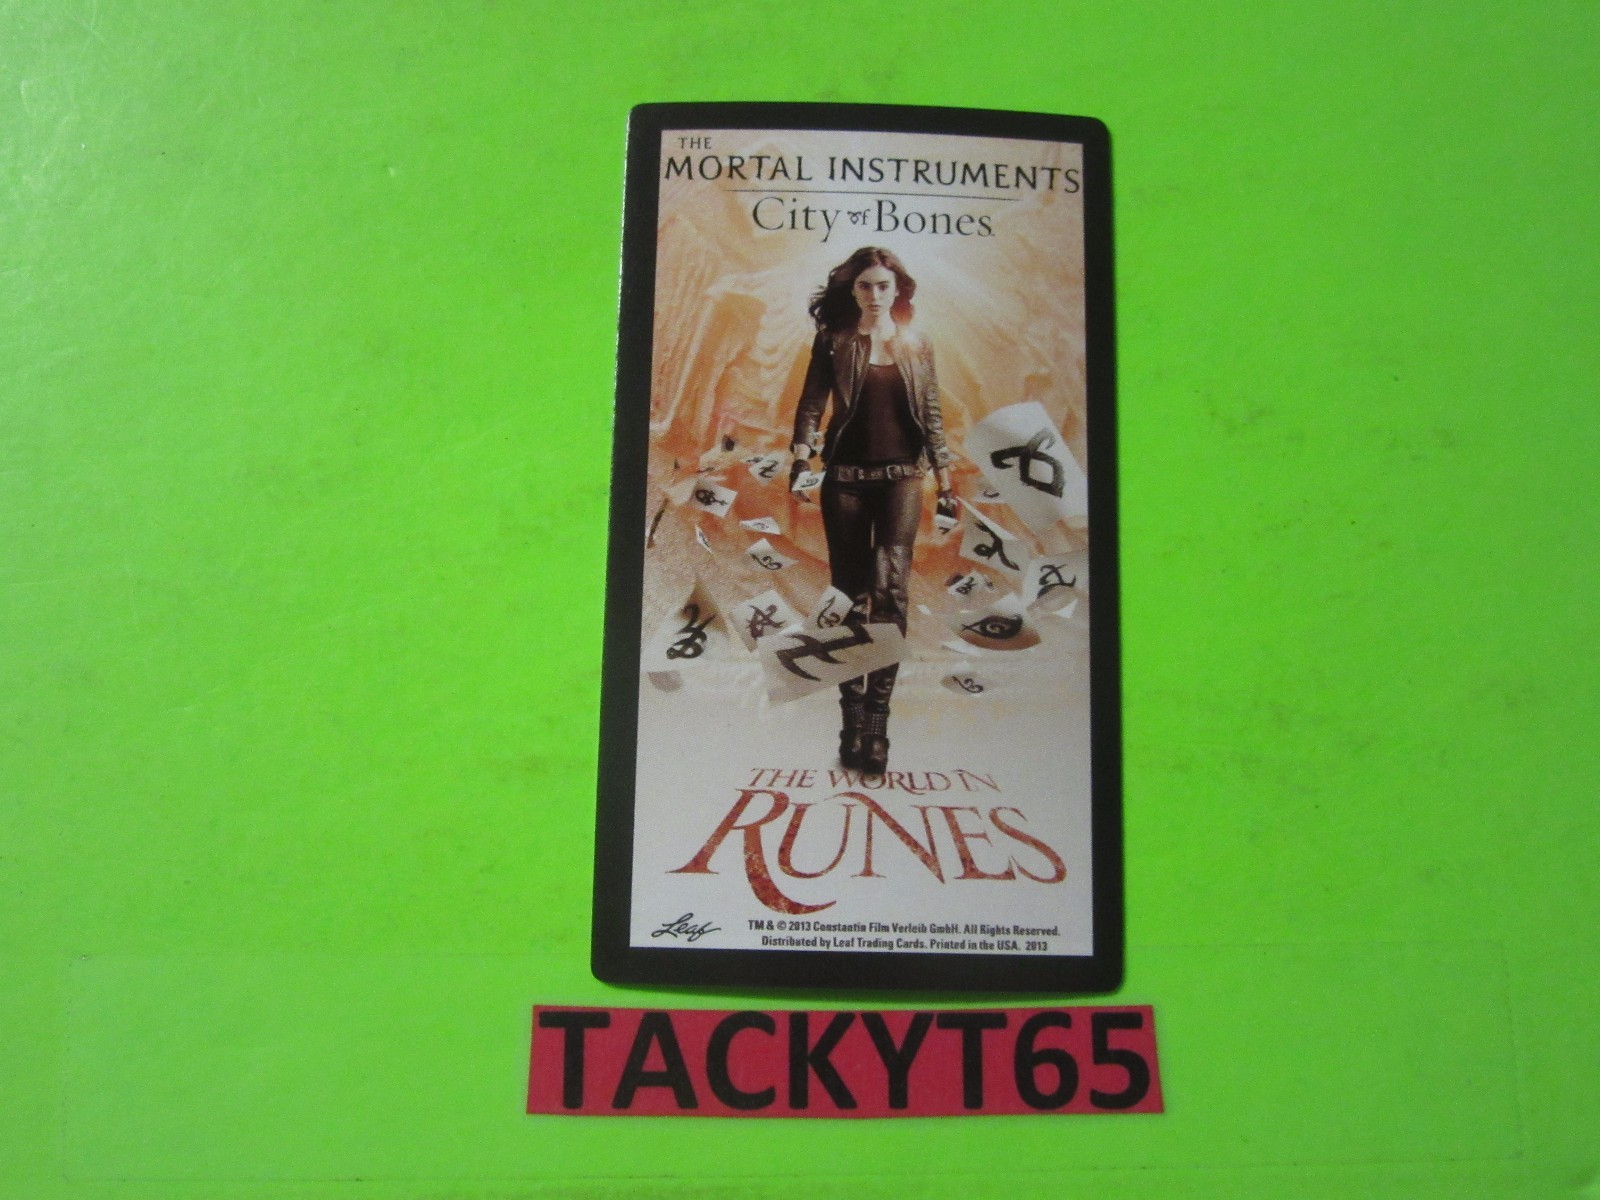 THE
MORTAL INSTRUMENTS
City of Bones
THE WORLD IN
RUNES
Leaf
TM & © 2013 Constantin Film Verleih GmbH. All Rights Reserved.
Distributed by Leaf Trading Cards. Printed in the USA. 2013
TACKYT65